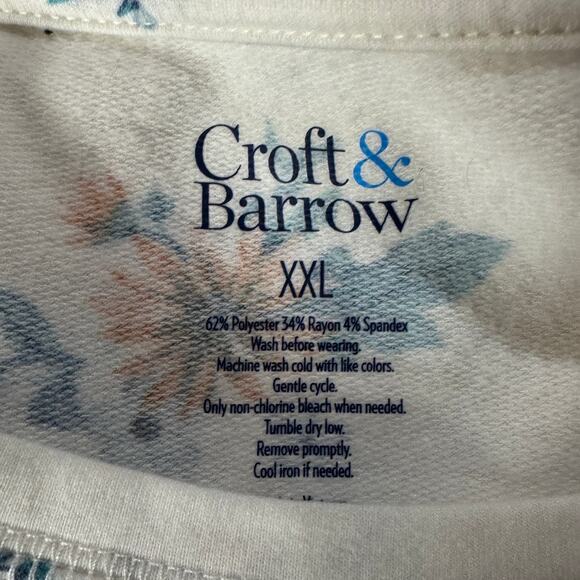 Croft &
Barrow
XXL
62% Polyester 34% Rayon 4% Spandex
Wash before wearing.
Machine wash cold with like colors.
Gentle cycle.
Only non-chlorine bleach when needed.
Tumble dry low.
Remove promptly.
Cool iron if needed.